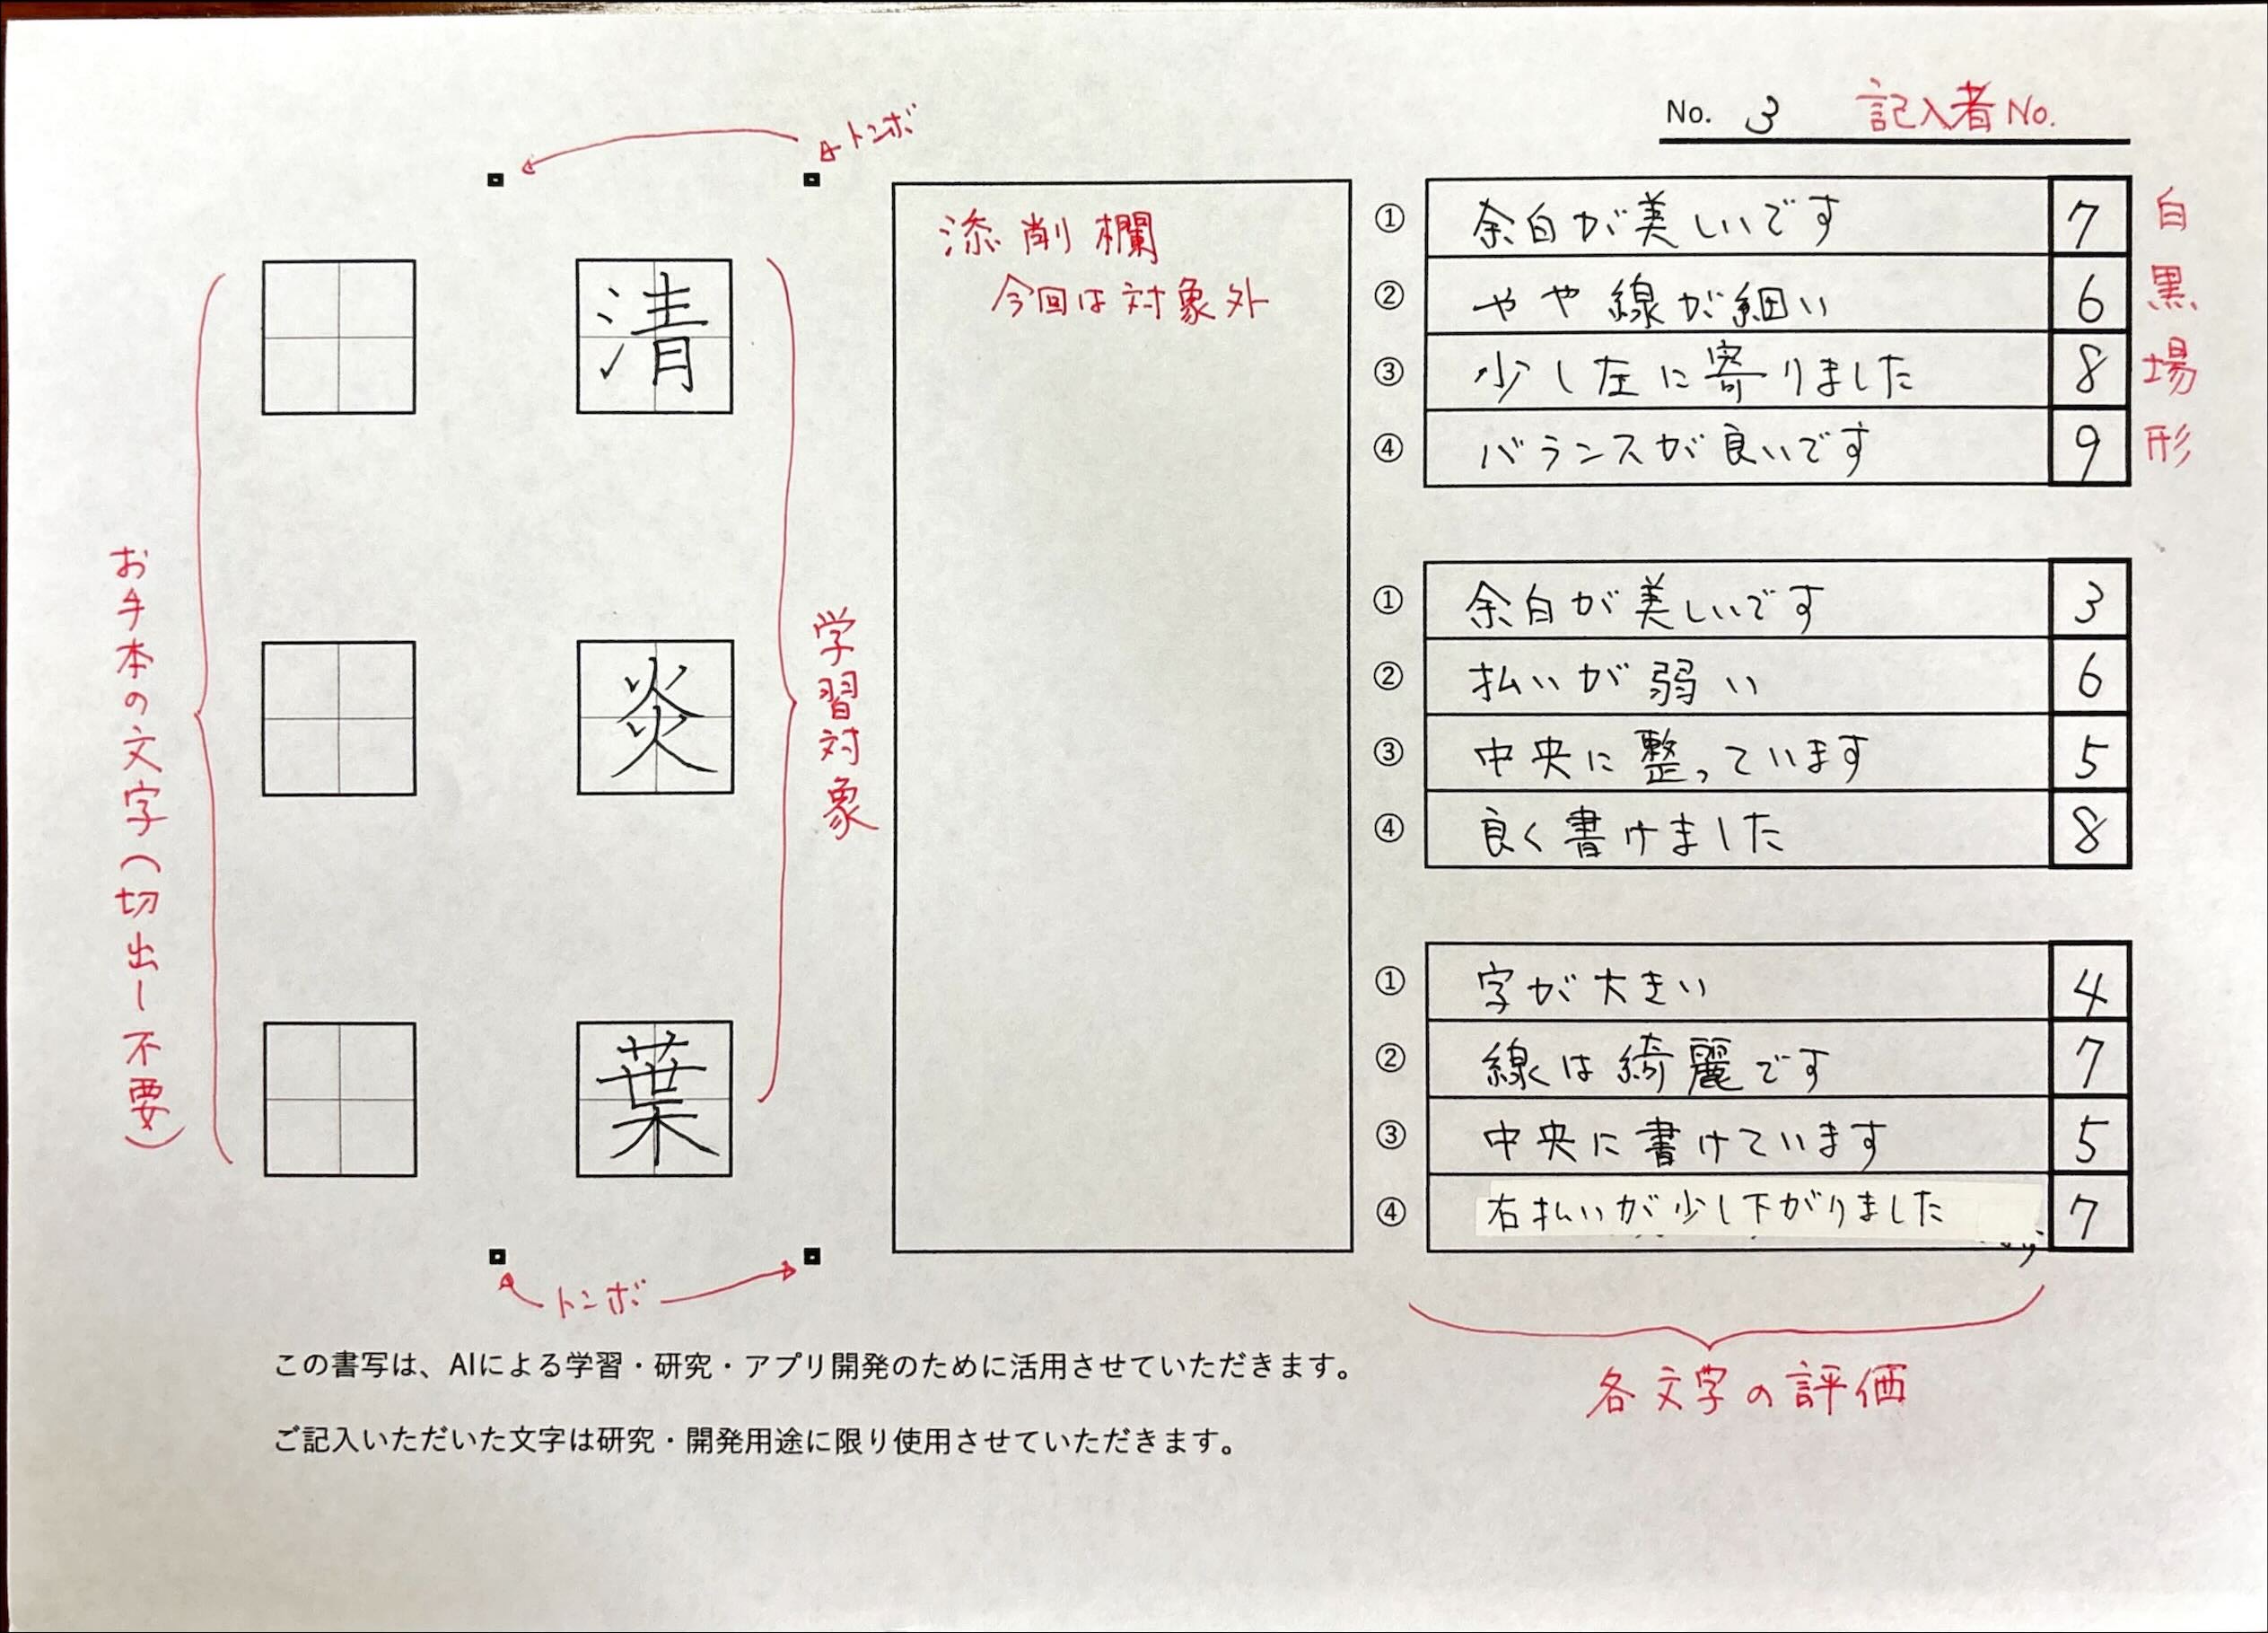 No. 3 記入者No.
トンボ
清
炎
葉
お手本の文字(切出し不要)
学習対象
添削欄
今回は対象外
① 余白が美しいです 7 白
② やや線が細い 6 黒
③ 少し左に寄りました 8 場
④ バランスが良いです 9 形
① 余白が美しいです 3
② 払いが弱い 6
③ 中央に整っています 5
④ 良く書けました 8
① 字が大きい 4
② 線は綺麗です 7
③ 中央に書けています 5
④ 右払いが少し下がりました 7
トンボ
各文字の評価
この書写は、AIによる学習・研究・アプリ開発のために活用させていただきます。
ご記入いただいた文字は研究・開発用途に限り使用させていただきます。